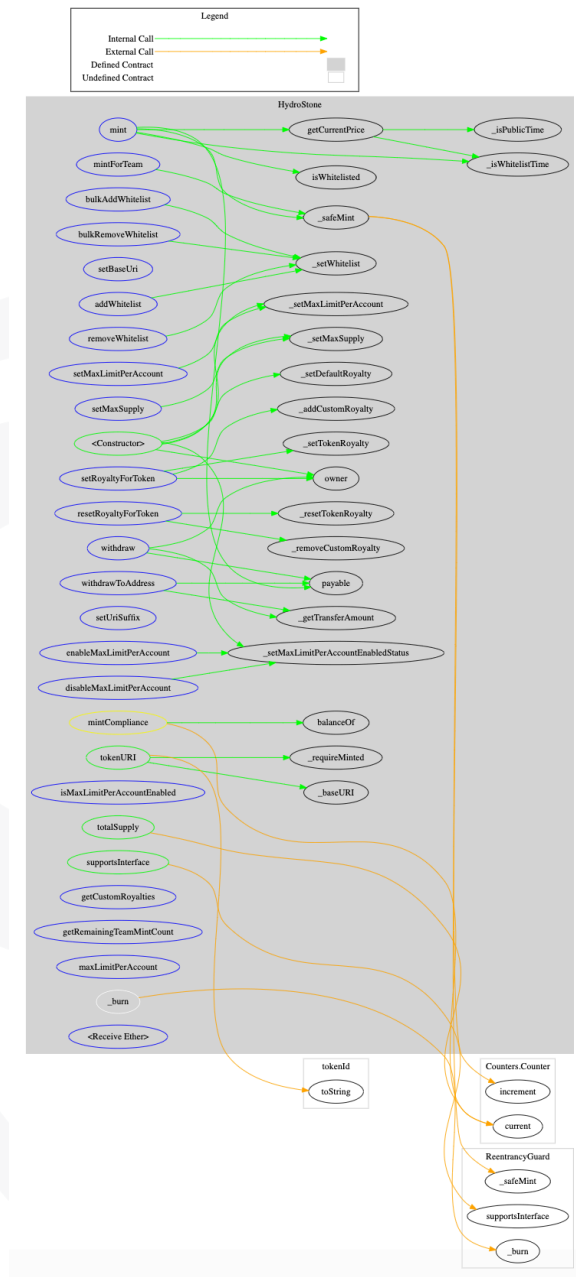 Legend
Internal Call
External Call
Defined Contract
Undefined Contract
HydroStone
mint
getCurrentPrice
_isPublicTime
mintForTeam
isWhitelisted
_isWhitelistTime
bulkAddWhitelist
_safeMint
bulkRemoveWhitelist
_setWhitelist
setBaseUri
addWhitelist
_setMaxLimitPerAccount
removeWhitelist
_setMaxSupply
setMaxLimitPerAccount
_setDefaultRoyalty
setMaxSupply
_addCustomRoyalty
<Constructor>
_setTokenRoyalty
setRoyaltyForToken
owner
resetRoyaltyForToken
_resetTokenRoyalty
withdraw
_removeCustomRoyalty
withdrawToAddress
payable
setUriSuffix
_getTransferAmount
enableMaxLimitPerAccount
_setMaxLimitPerAccountEnabledStatus
disableMaxLimitPerAccount
mintCompliance
balanceOf
tokenURI
_requireMinted
isMaxLimitPerAccountEnabled
_baseURI
totalSupply
supportsInterface
getCustomRoyalties
getRemainingTeamMintCount
maxLimitPerAccount
_burn
<Receive Ether>
tokenId
toString
Counters.Counter
increment
current
ReentrancyGuard
_safeMint
supportsInterface
_burn